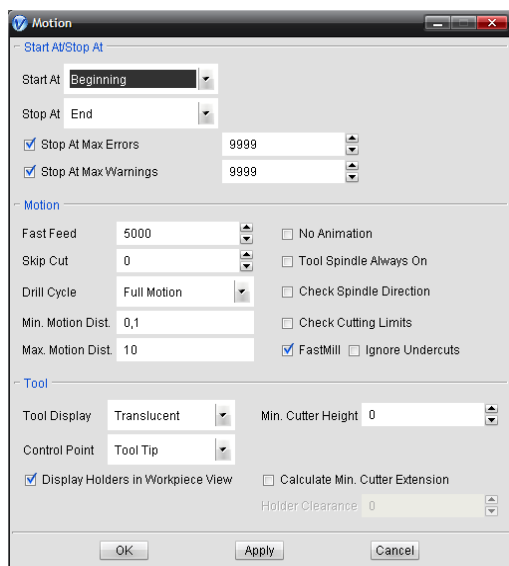 Motion
Start At/Stop At
Start At Beginning
Stop At End
Stop At Max Errors 9999
Stop At Max Warnings 9999
Motion
Fast Feed 5000 No Animation
Skip Cut 0 Tool Spindle Always On
Drill Cycle Full Motion Check Spindle Direction
Min. Motion Dist. 0,1 Check Cutting Limits
Max. Motion Dist. 10 FastMill Ignore Undercuts
Tool
Tool Display Translucent Min. Cutter Height 0
Control Point Tool Tip
Display Holders in Workpiece View Calculate Min. Cutter Extension
Holder Clearance 0
OK Apply Cancel